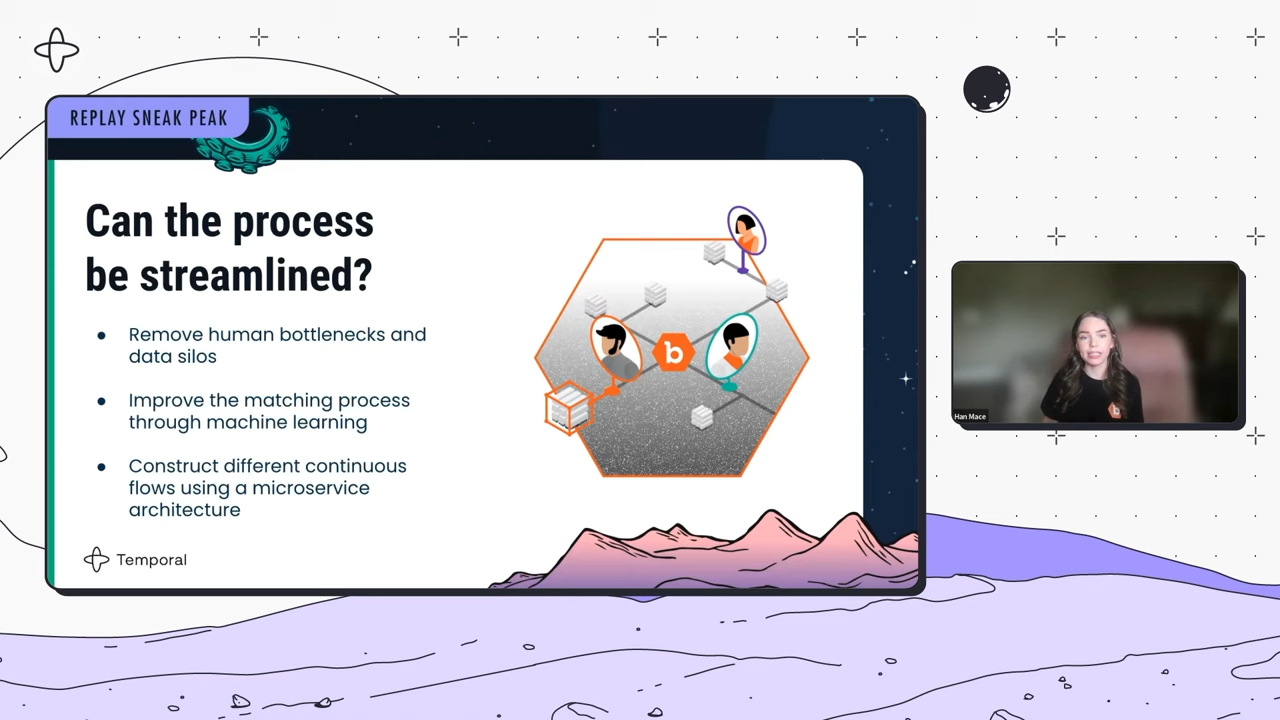 REPLAY SNEAK PEAK
Can the process
be streamlined?
● Remove human bottlenecks and
data silos
● Improve the matching process
through machine learning
● Construct different continuous
flows using a microservice
architecture
Temporal
b
Han Mace